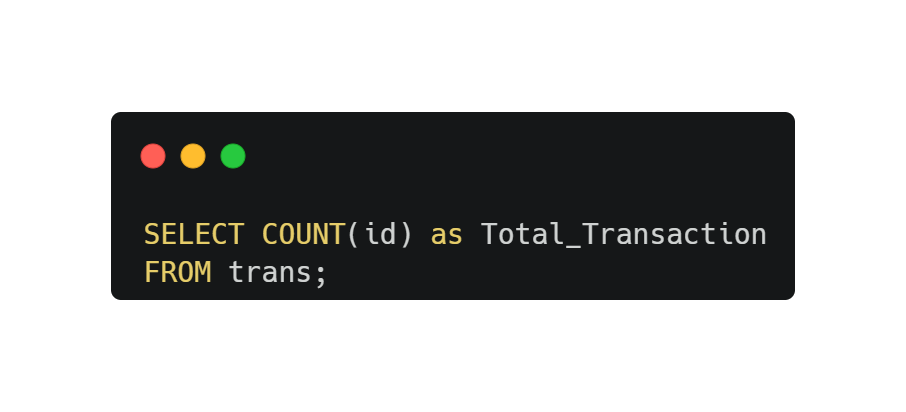 SELECT COUNT(id) as Total_Transaction
FROM trans;